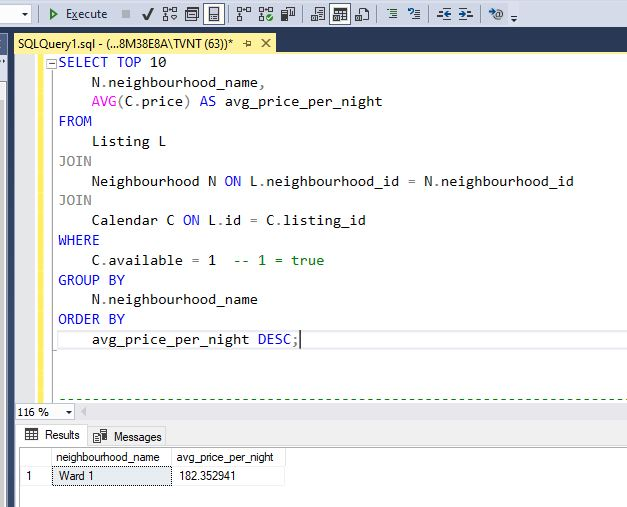 Execute
SQLQuery1.sql - (...8M38E8A\TVNT (63))*
SELECT TOP 10
N.neighbourhood_name,
AVG(C.price) AS avg_price_per_night
FROM
Listing L
JOIN
Neighbourhood N ON L.neighbourhood_id = N.neighbourhood_id
JOIN
Calendar C ON L.id = C.listing_id
WHERE
C.available = 1  -- 1 = true
GROUP BY
N.neighbourhood_name
ORDER BY
avg_price_per_night DESC;
116 %
Results Messages
neighbourhood_name avg_price_per_night
1 Ward 1 182.352941